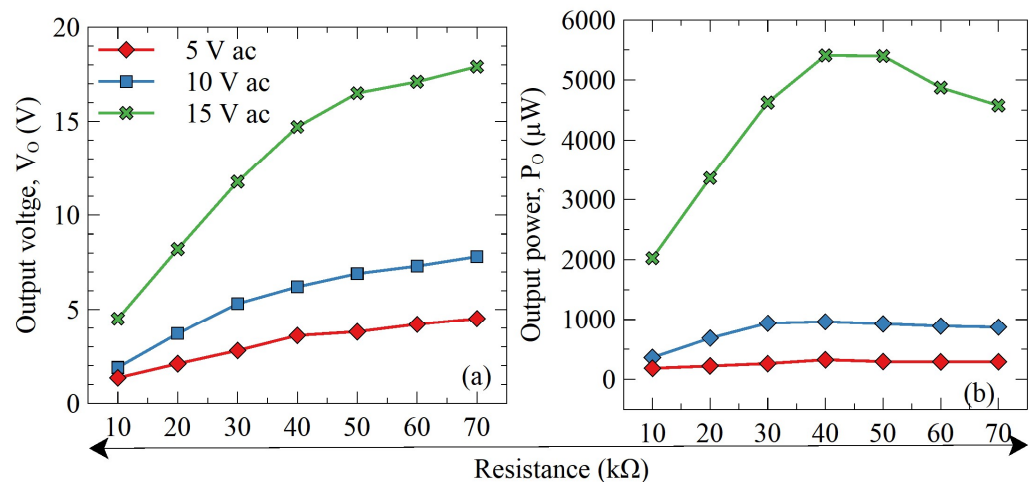 Output voltge, V_O (V)
20
15
10
5
0
5 V ac
10 V ac
15 V ac
(a)
10 20 30 40 50 60 70
Output power, P_O (μW)
6000
5000
4000
3000
2000
1000
0
(b)
10 20 30 40 50 60 70
Resistance (kΩ)